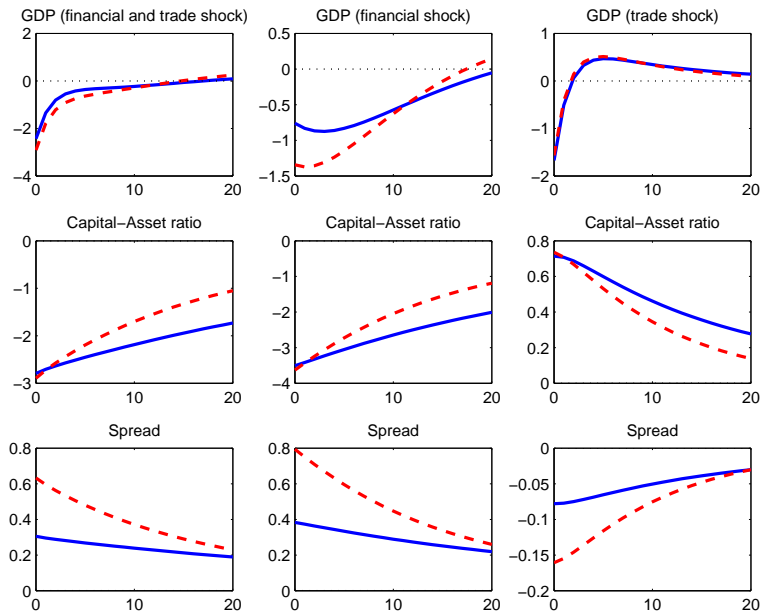 GDP (financial and trade shock)
2
0
−2
−4
0 10 20
GDP (financial shock)
0.5
0
−0.5
−1
−1.5
0 10 20
GDP (trade shock)
1
0
−1
−2
0 10 20
Capital−Asset ratio
0
−1
−2
−3
0 10 20
Capital−Asset ratio
0
−1
−2
−3
−4
0 10 20
Capital−Asset ratio
0.8
0.6
0.4
0.2
0
0 10 20
Spread
0.8
0.6
0.4
0.2
0
0 10 20
Spread
0.8
0.6
0.4
0.2
0
0 10 20
Spread
0
−0.05
−0.1
−0.15
−0.2
0 10 20